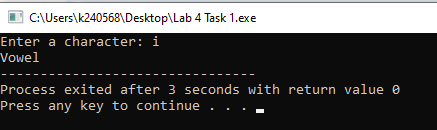 C:\Users\k240568\Desktop\Lab 4 Task 1.exe
Enter a character: i
Vowel
--------------------------------
Process exited after 3 seconds with return value 0
Press any key to continue . . .